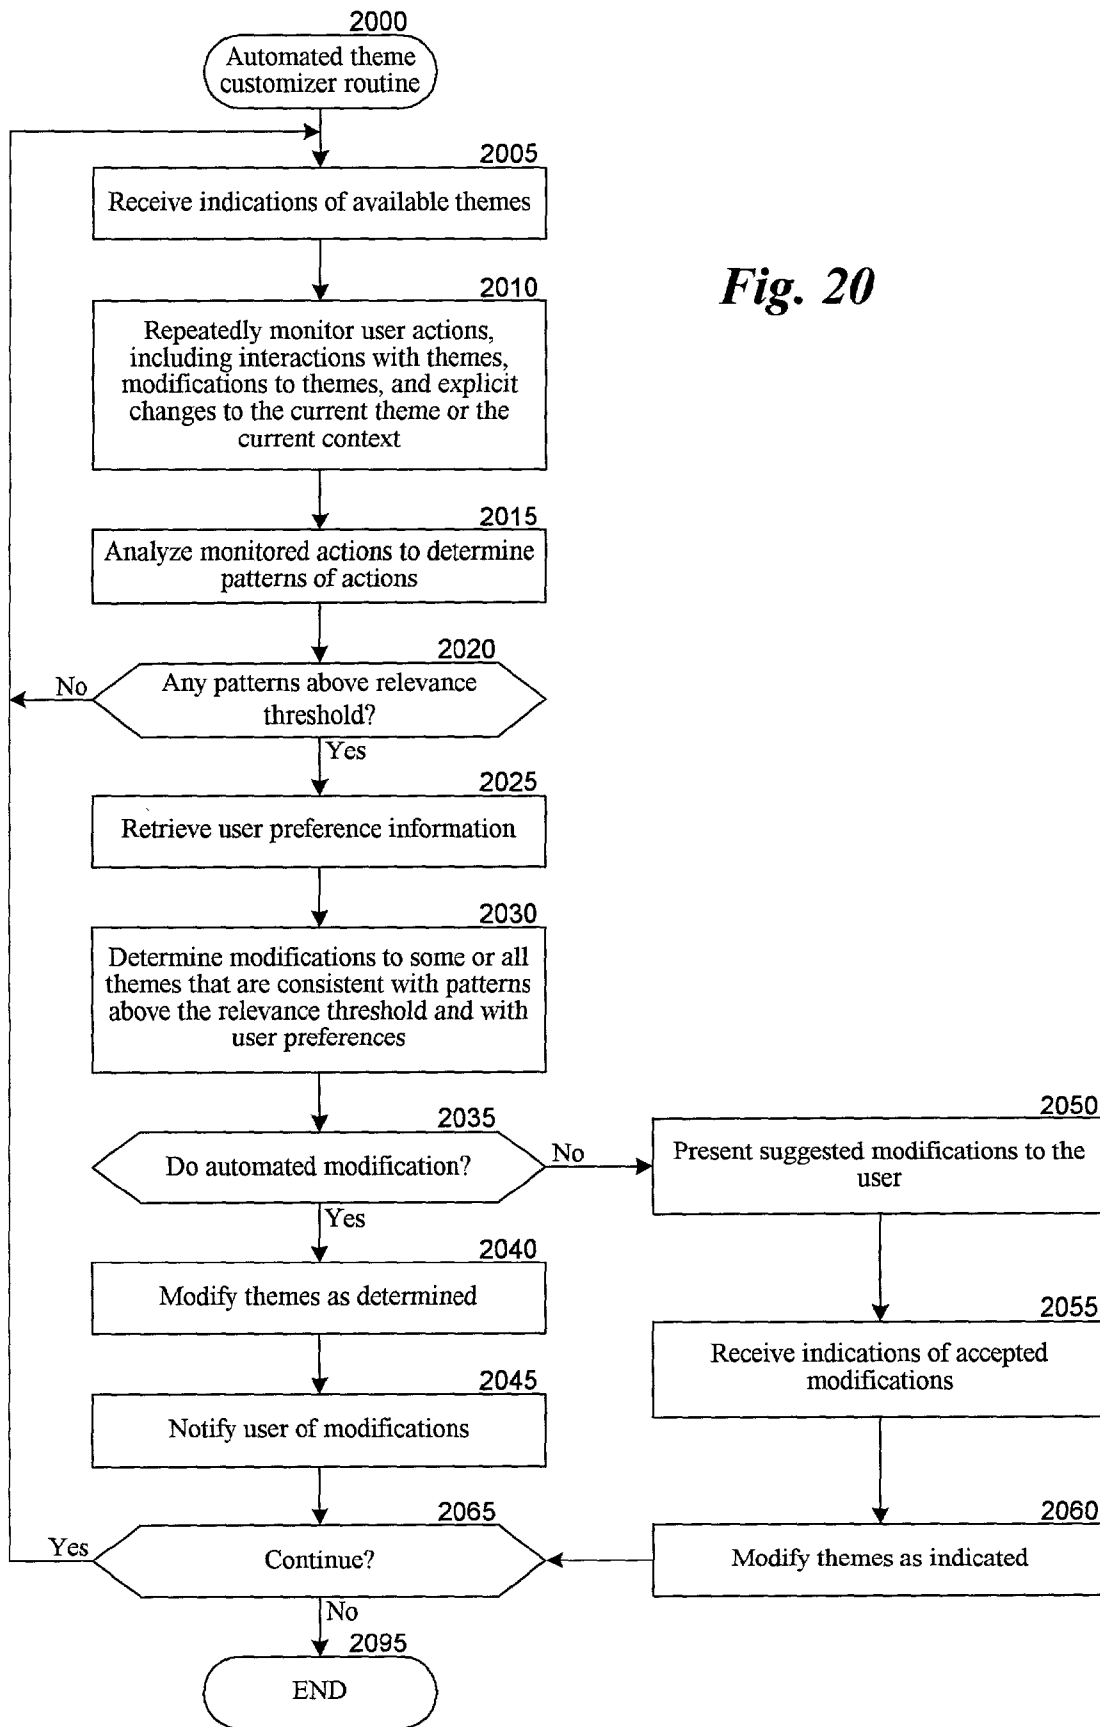 2000
Automated theme
customizer routine
2005
Receive indications of available themes
Fig. 20
2010
Repeatedly monitor user actions,
including interactions with themes,
modifications to themes, and explicit
changes to the current theme or the
current context
2015
Analyze monitored actions to determine
patterns of actions
2020
Any patterns above relevance
threshold?
No
Yes
2025
Retrieve user preference information
2030
Determine modifications to some or all
themes that are consistent with patterns
above the relevance threshold and with
user preferences
2035
Do automated modification?
No
Yes
2050
Present suggested modifications to the
user
2040
Modify themes as determined
2055
Receive indications of accepted
modifications
2045
Notify user of modifications
2065
Continue?
Yes
No
2060
Modify themes as indicated
2095
END